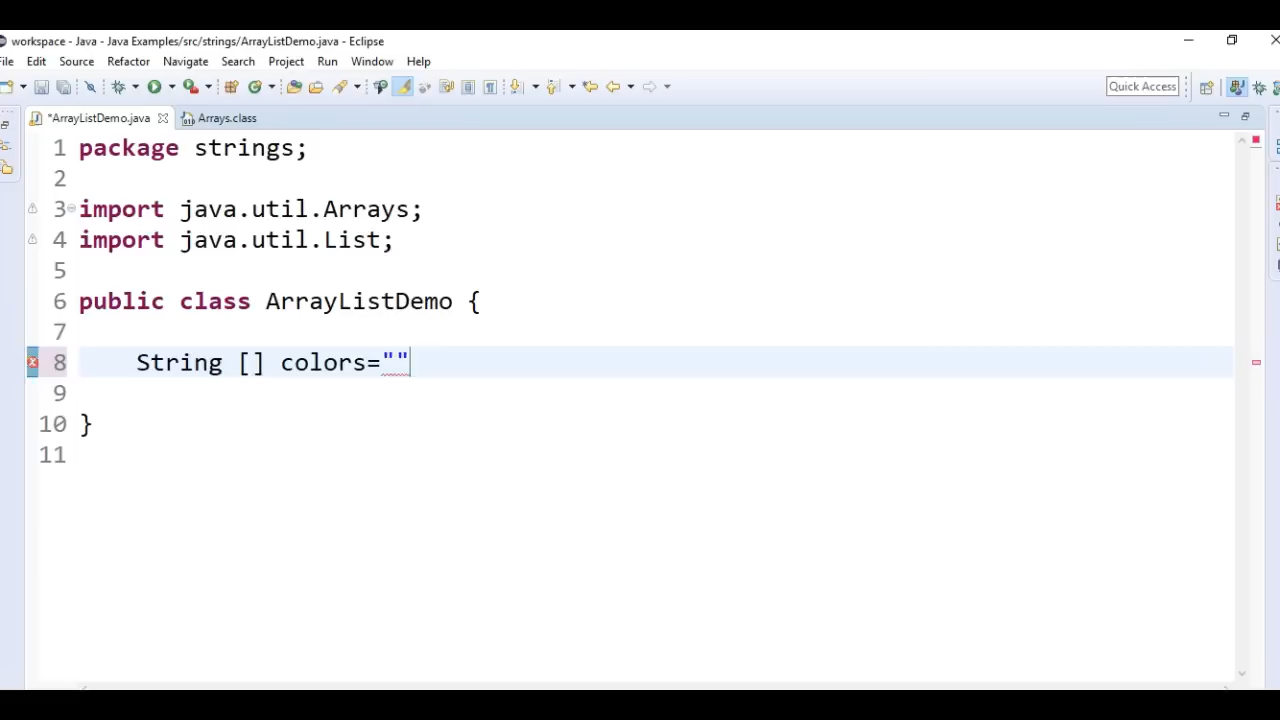 workspace - Java - Java Examples/src/strings/ArrayListDemo.java - Eclipse
File Edit Source Refactor Navigate Search Project Run Window Help
Quick Access
*ArrayListDemo.java Arrays.class
1 package strings;
2
3 import java.util.Arrays;
4 import java.util.List;
5
6 public class ArrayListDemo {
7
8 String [] colors=""
9
10 }
11